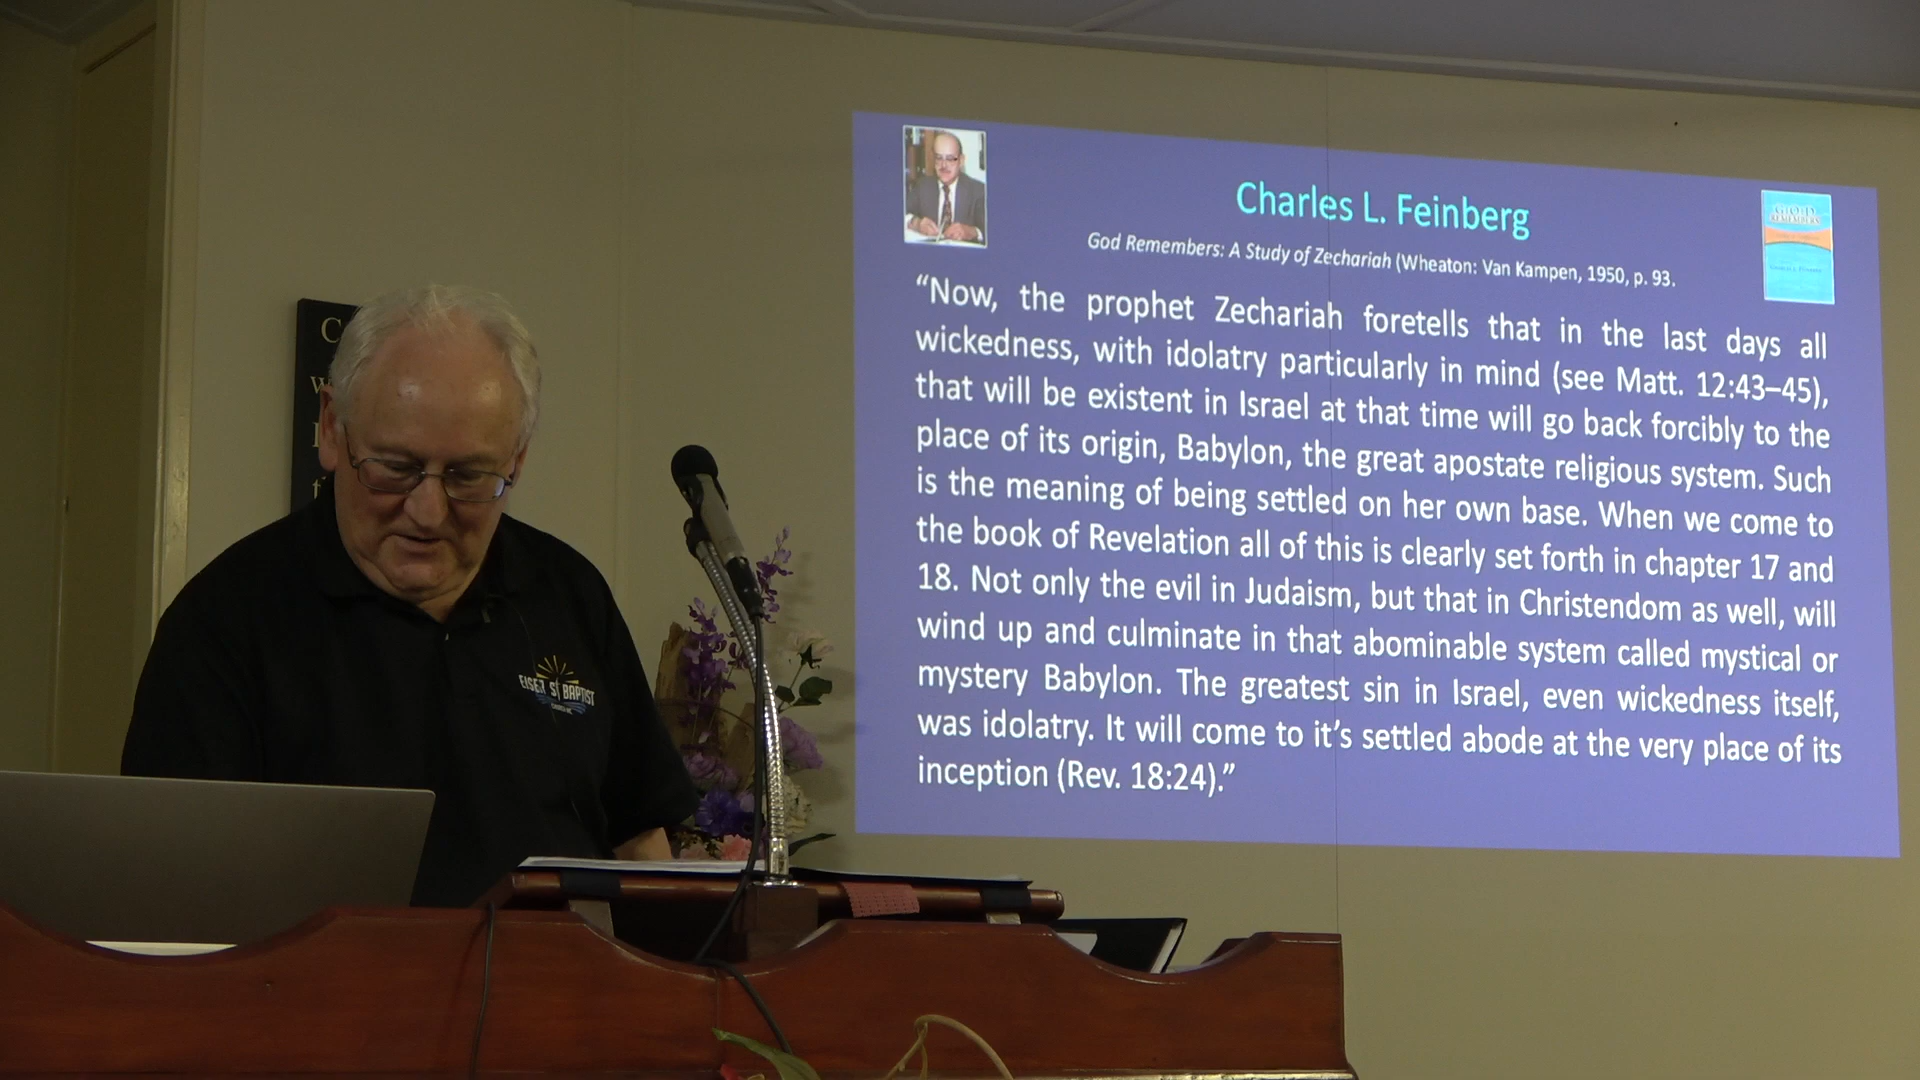 Charles L. Feinberg
God Remembers: A Study of Zechariah (Wheaton: Van Kampen, 1950, p. 93.
“Now, the prophet Zechariah foretells that in the last days all
wickedness, with idolatry particularly in mind (see Matt. 12:43–45),
that will be existent in Israel at that time will go back forcibly to the
place of its origin, Babylon, the great apostate religious system. Such
is the meaning of being settled on her own base. When we come to
the book of Revelation all of this is clearly set forth in chapter 17 and
18. Not only the evil in Judaism, but that in Christendom as well, will
wind up and culminate in that abominable system called mystical or
mystery Babylon. The greatest sin in Israel, even wickedness itself,
was idolatry. It will come to it’s settled abode at the very place of its
inception (Rev. 18:24).”
GOD
REMEMBERS
BAPTIST